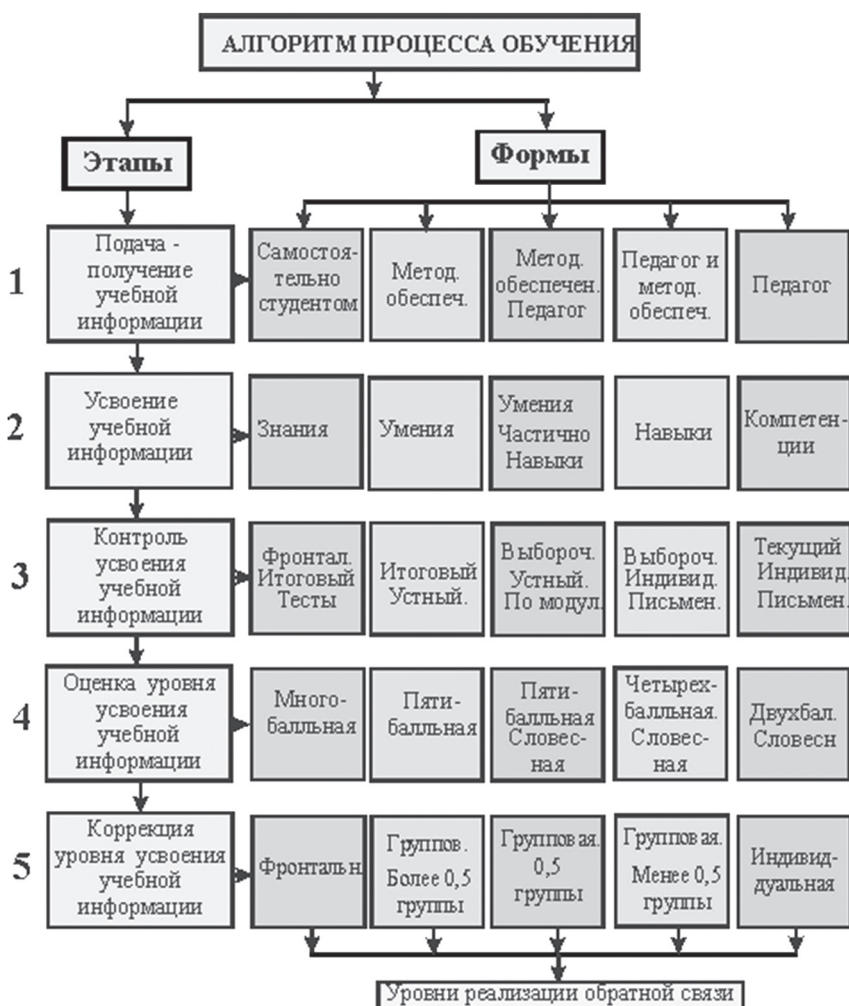 АЛГОРИТМ ПРОЦЕССА ОБУЧЕНИЯ
Этапы
Формы
1
Подача -
получение
учебной
информации
Самостоя-
тельно
студентом
Метод.
обеспеч.
Метод.
обеспечен.
Педагог
Педагог и
метод.
обеспеч.
Педагог
2
Усвоение
учебной
информации
Знания
Умения
Умения
Частично
Навыки
Навыки
Компетен-
ции
3
Контроль
усвоения
учебной
информации
Фронтал.
Итоговый
Тесты
Итоговый
Устный.
Выбороч.
Устный.
По модул.
Выбороч.
Индивид.
Письмен.
Текущий
Индивид.
Письмен.
4
Оценка уровня
усвоения
учебной
информации
Много-
балльная
Пяти-
балльная
Пяти-
балльная
Словес-
ная
Четырех-
балльная.
Словес-
ная
Двухбал.
Словесн
5
Коррекция
уровня усвоения
учебной
информации
Фронтальн.
Группов.
Более 0,5
группы
Групповая.
0,5
группы
Групповая.
Менее 0,5
группы
Индивид-
дуальная
Уровни реализации обратной связи